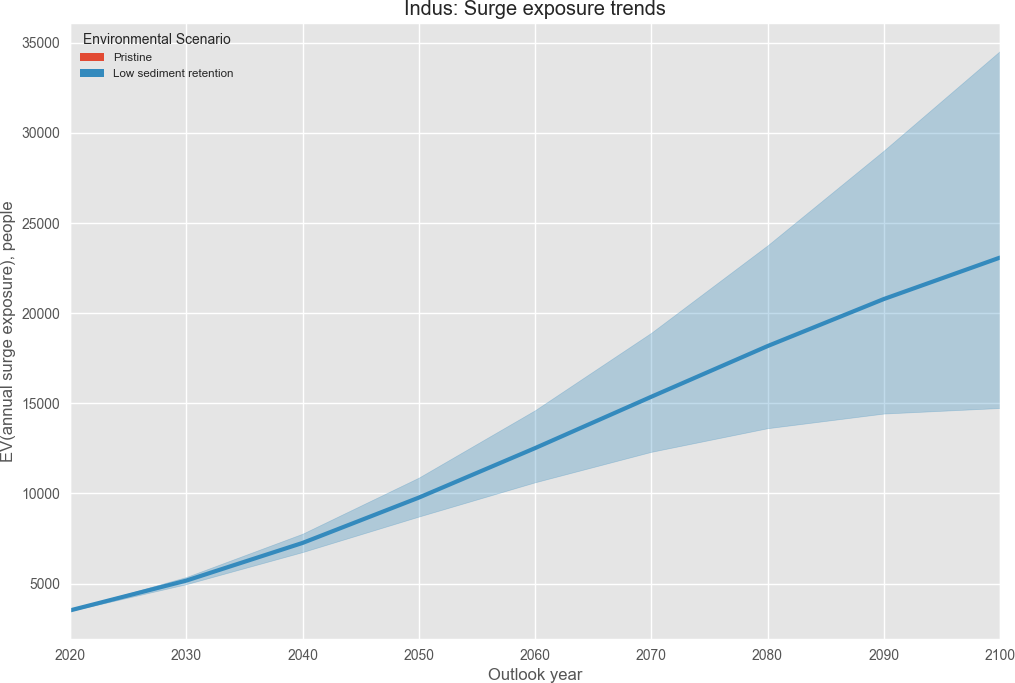 Indus: Surge exposure trends
Environmental Scenario
Pristine
Low sediment retention
35000
30000
25000
20000
15000
10000
5000
EV(annual surge exposure), people
2020 2030 2040 2050 2060 2070 2080 2090 2100
Outlook year